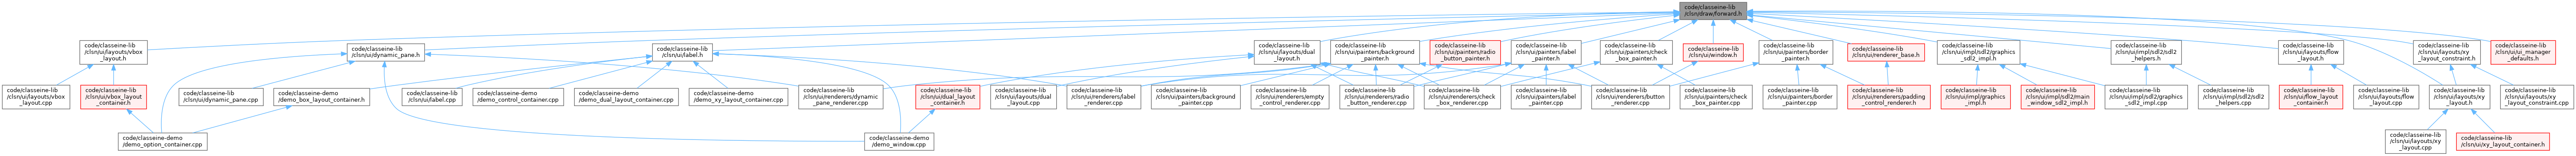 code/classeine-lib
/clsn/draw/forward.h
code/classeine-lib
/clsn/ui/layouts/vbox
_layout.h
code/classeine-lib
/clsn/ui/dynamic_pane.h
code/classeine-lib
/clsn/ui/label.h
code/classeine-lib
/clsn/ui/layouts/dual
_layout.h
code/classeine-lib
/clsn/ui/painters/background
_painter.h
code/classeine-lib
/clsn/ui/painters/radio
_button_painter.h
code/classeine-lib
/clsn/ui/painters/label
_painter.h
code/classeine-lib
/clsn/ui/painters/check
_box_painter.h
code/classeine-lib
/clsn/ui/window.h
code/classeine-lib
/clsn/ui/painters/border
_painter.h
code/classeine-lib
/clsn/ui/renderer_base.h
code/classeine-lib
/clsn/ui/impl/sdl2/graphics
_sdl2_impl.h
code/classeine-lib
/clsn/ui/impl/sdl2/sdl2
_helpers.h
code/classeine-lib
/clsn/ui/layouts/flow
_layout.h
code/classeine-lib
/clsn/ui/layouts/xy
_layout_constraint.h
code/classeine-lib
/clsn/ui/ui_manager
_defaults.h
code/classeine-lib
/clsn/ui/layouts/vbox
_layout.cpp
code/classeine-lib
/clsn/ui/vbox_layout
_container.h
code/classeine-lib
/clsn/ui/dynamic_pane.cpp
code/classeine-demo
/demo_box_layout_container.h
code/classeine-lib
/clsn/ui/label.cpp
code/classeine-demo
/demo_control_container.cpp
code/classeine-demo
/demo_dual_layout_container.cpp
code/classeine-demo
/demo_xy_layout_container.cpp
code/classeine-lib
/clsn/ui/renderers/dynamic
_pane_renderer.cpp
code/classeine-lib
/clsn/ui/dual_layout
_container.h
code/classeine-lib
/clsn/ui/layouts/dual
_layout.cpp
code/classeine-lib
/clsn/ui/renderers/label
_renderer.cpp
code/classeine-lib
/clsn/ui/painters/background
_painter.cpp
code/classeine-lib
/clsn/ui/renderers/empty
_control_renderer.cpp
code/classeine-lib
/clsn/ui/renderers/radio
_button_renderer.cpp
code/classeine-lib
/clsn/ui/renderers/check
_box_renderer.cpp
code/classeine-lib
/clsn/ui/painters/label
_painter.cpp
code/classeine-lib
/clsn/ui/renderers/button
_renderer.cpp
code/classeine-lib
/clsn/ui/painters/check
_box_painter.cpp
code/classeine-lib
/clsn/ui/painters/border
_painter.cpp
code/classeine-lib
/clsn/ui/renderers/padding
_control_renderer.h
code/classeine-lib
/clsn/ui/impl/graphics
_impl.h
code/classeine-lib
/clsn/ui/impl/sdl2/main
_window_sdl2_impl.h
code/classeine-lib
/clsn/ui/impl/sdl2/graphics
_sdl2_impl.cpp
code/classeine-lib
/clsn/ui/impl/sdl2/sdl2
_helpers.cpp
code/classeine-lib
/clsn/ui/flow_layout
_container.h
code/classeine-lib
/clsn/ui/layouts/flow
_layout.cpp
code/classeine-lib
/clsn/ui/layouts/xy
_layout.h
code/classeine-lib
/clsn/ui/layouts/xy
_layout_constraint.cpp
code/classeine-demo
/demo_option_container.cpp
code/classeine-demo
/demo_window.cpp
code/classeine-lib
/clsn/ui/layouts/xy
_layout.cpp
code/classeine-lib
/clsn/ui/xy_layout_container.h